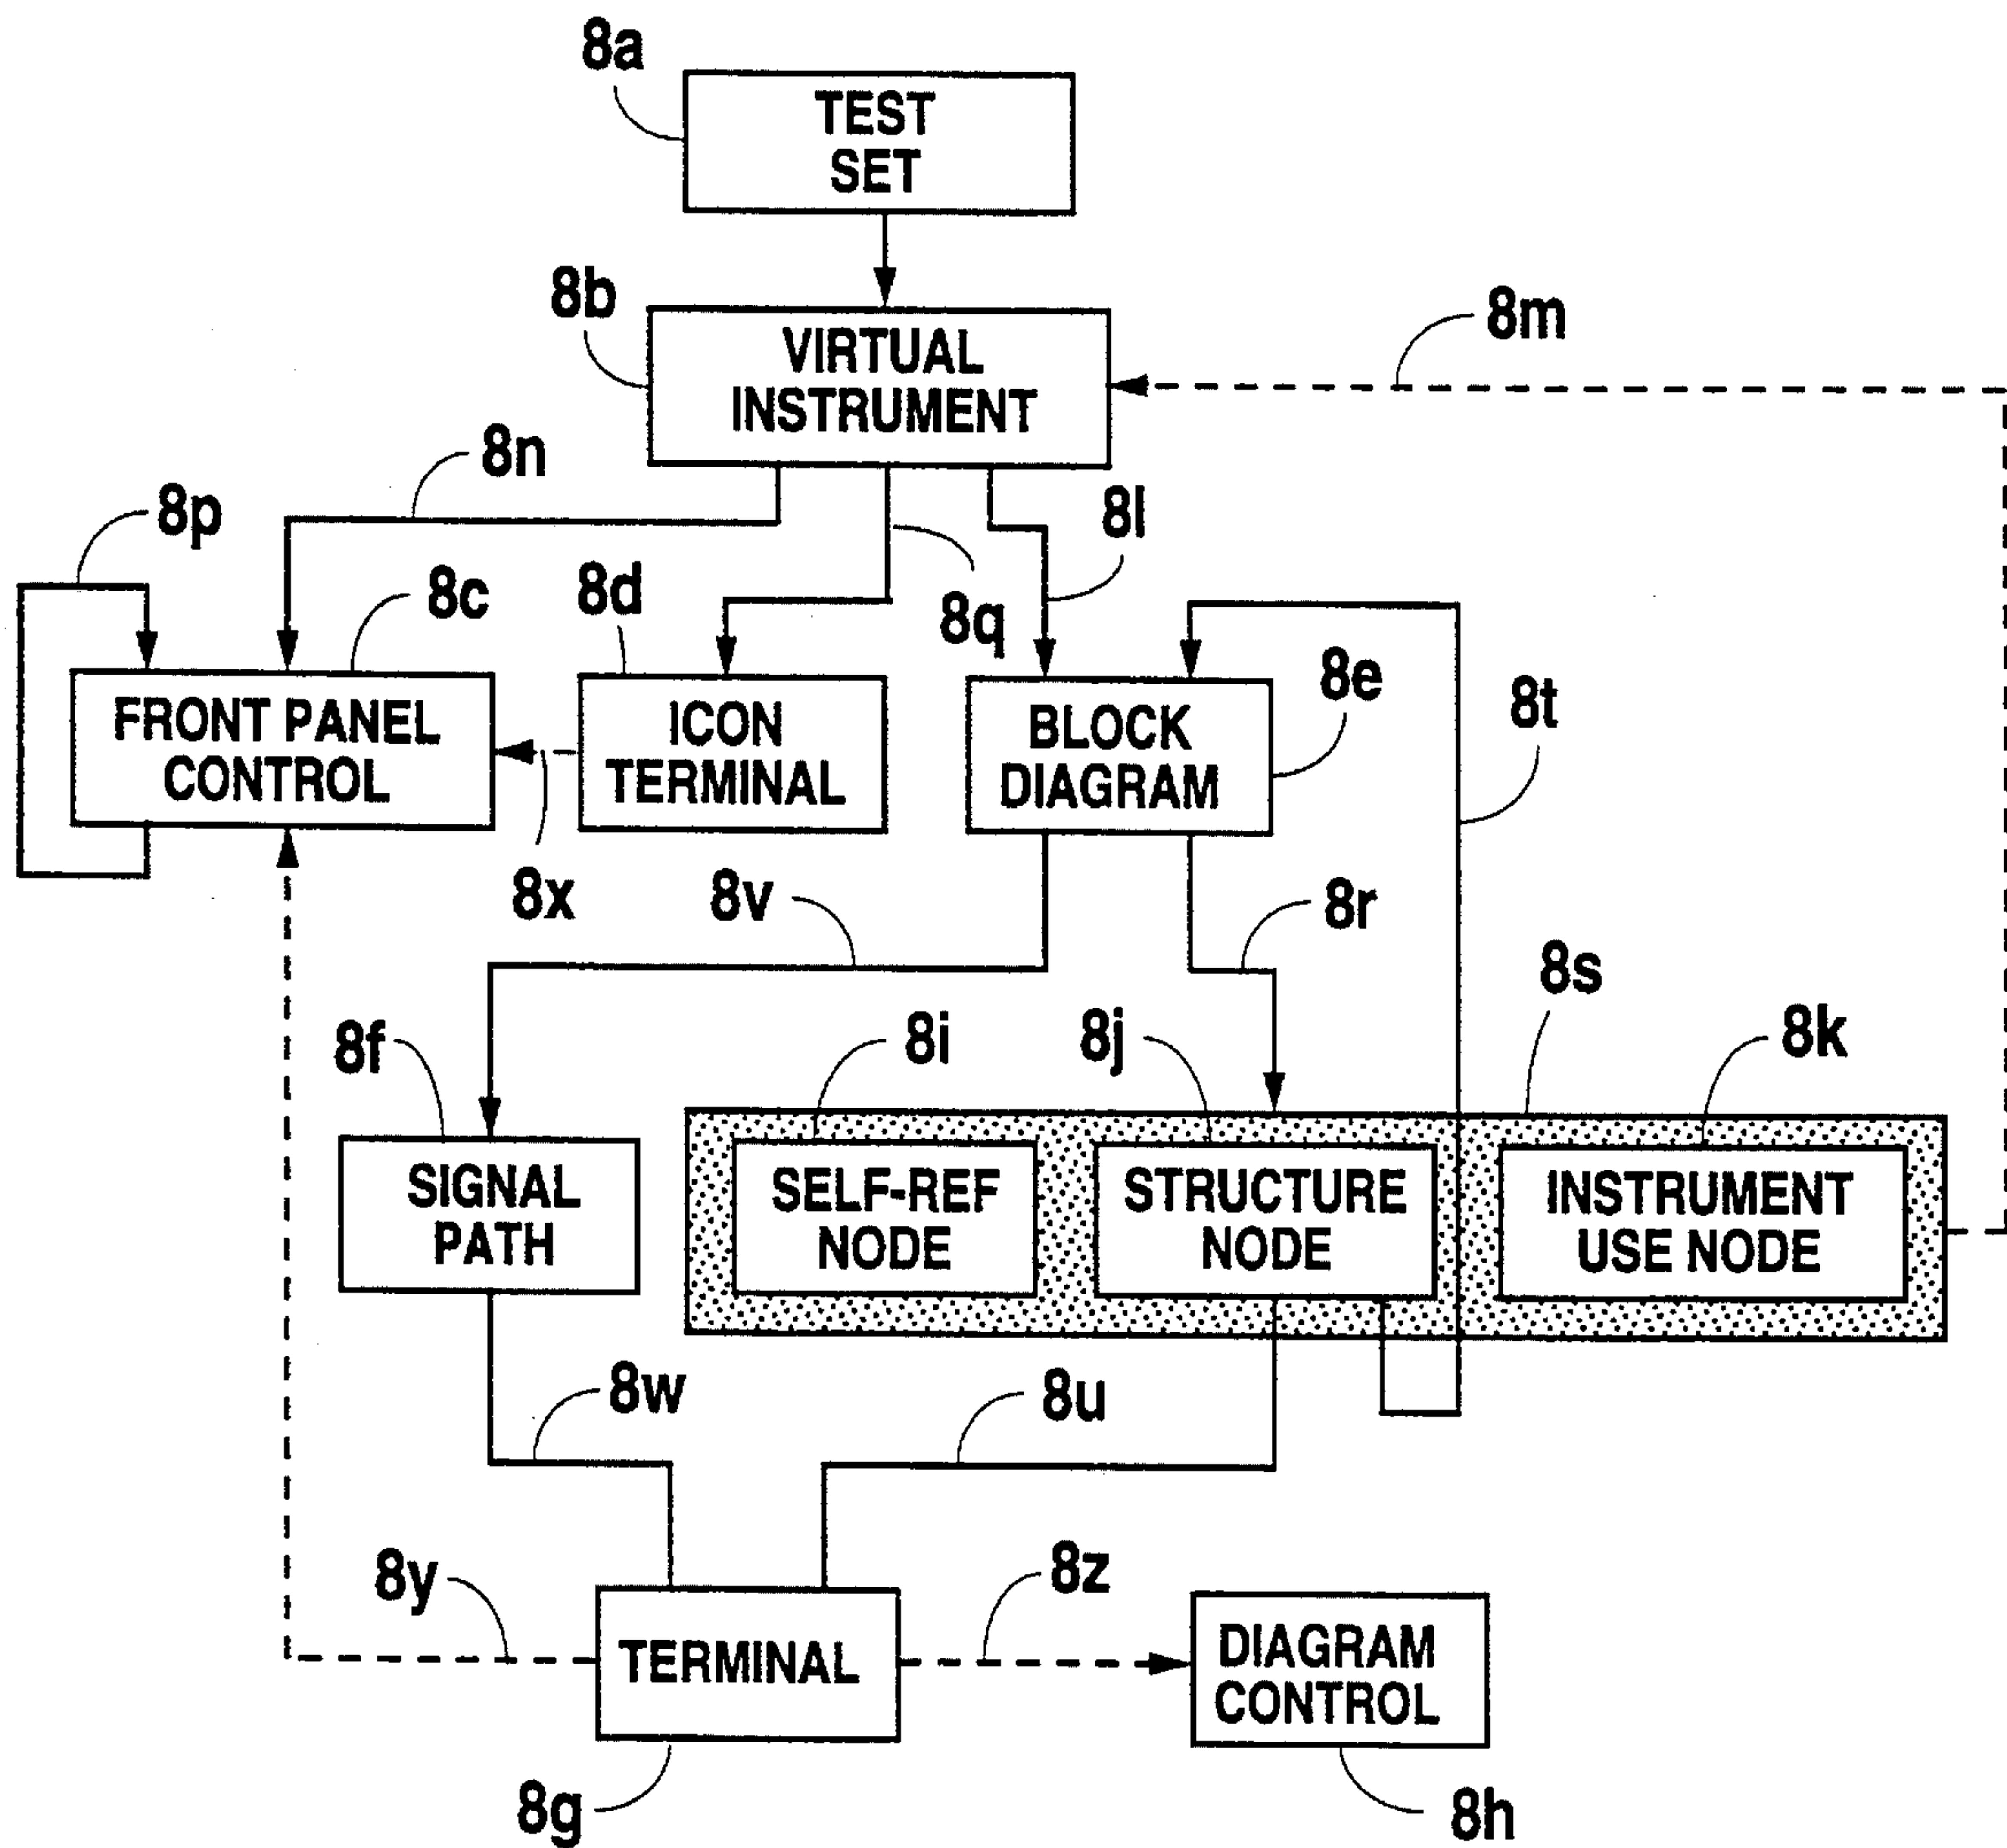 8a
TEST
SET
8b
VIRTUAL
INSTRUMENT
8m
8n
8p
8l
8c
8d
8q
8e
8t
FRONT PANEL
CONTROL
ICON
TERMINAL
BLOCK
DIAGRAM
8x
8v
8r
8s
8f
8i
8j
8k
SIGNAL
PATH
SELF-REF
NODE
STRUCTURE
NODE
INSTRUMENT
USE NODE
8w
8u
8y
8z
TERMINAL
DIAGRAM
CONTROL
8g
8h